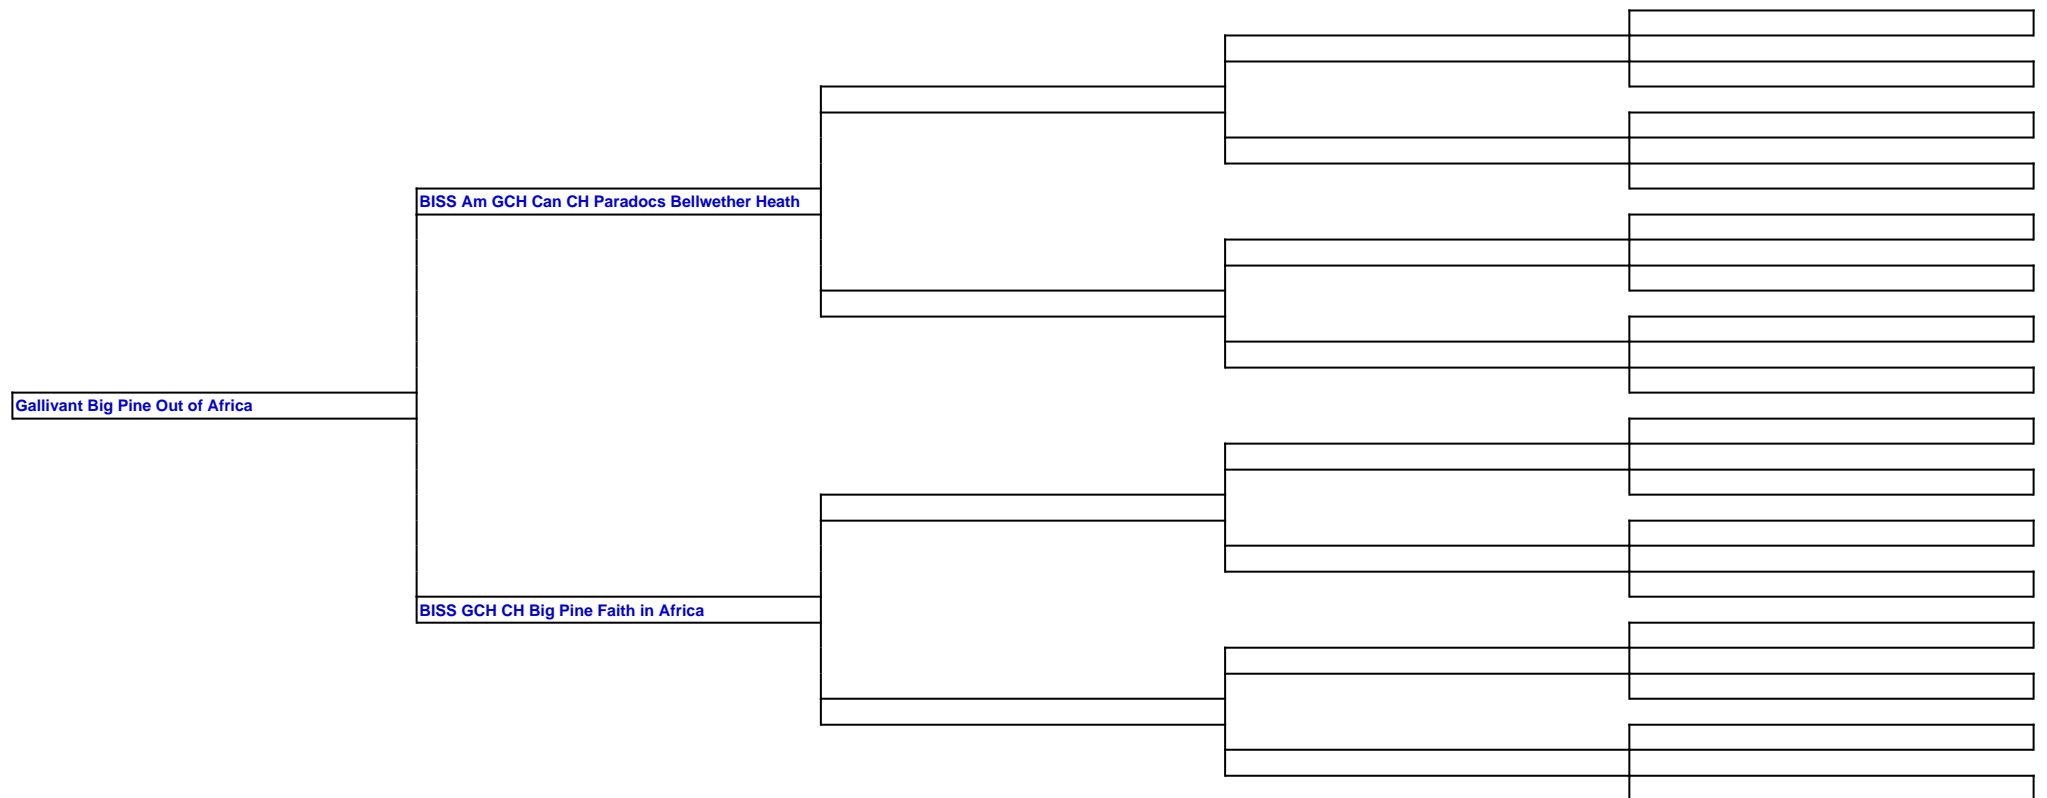 BISS Am GCH Can CH Paradocs Bellwether Heath
Gallivant Big Pine Out of Africa
BISS GCH CH Big Pine Faith in Africa